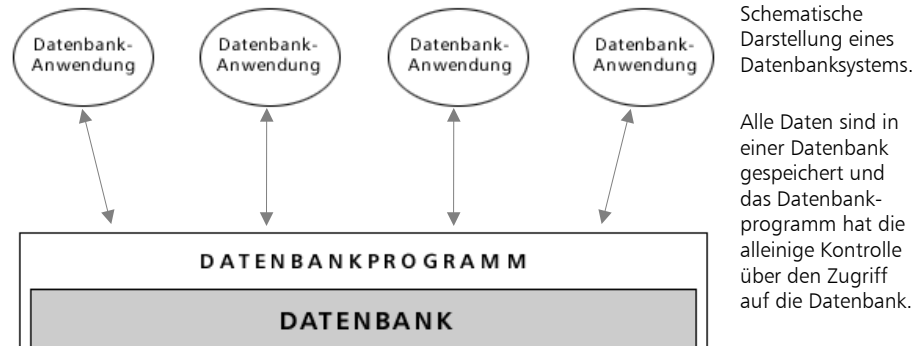 Datenbank-
Anwendung
Datenbank-
Anwendung
Datenbank-
Anwendung
Datenbank-
Anwendung
DATENBANKPROGRAMM
DATENBANK
Schematische
Darstellung eines
Datenbanksystems.
Alle Daten sind in
einer Datenbank
gespeichert und
das Datenbank-
programm hat die
alleinige Kontrolle
über den Zugriff
auf die Datenbank.